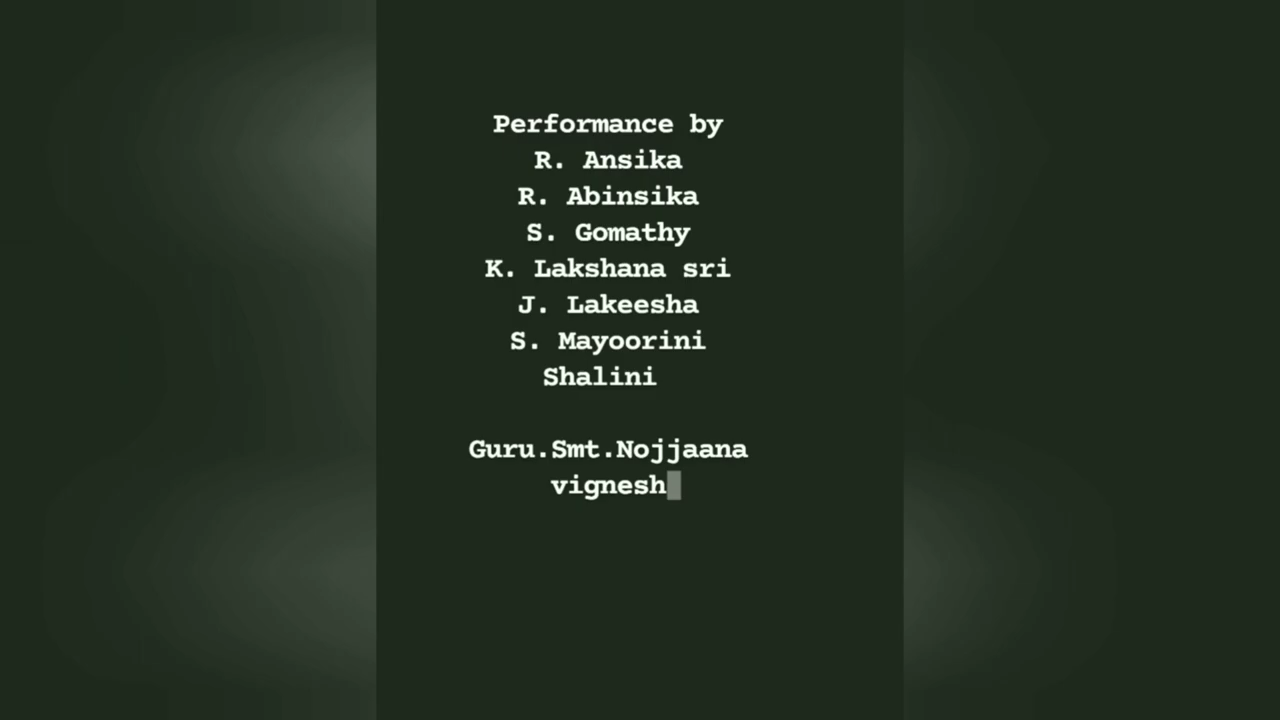 Performance by
R. Ansika
R. Abinsika
S. Gomathy
K. Lakshana sri
J. Lakeesha
S. Mayoorini
Shalini
Guru.Smt.Nojjaana
vignesh